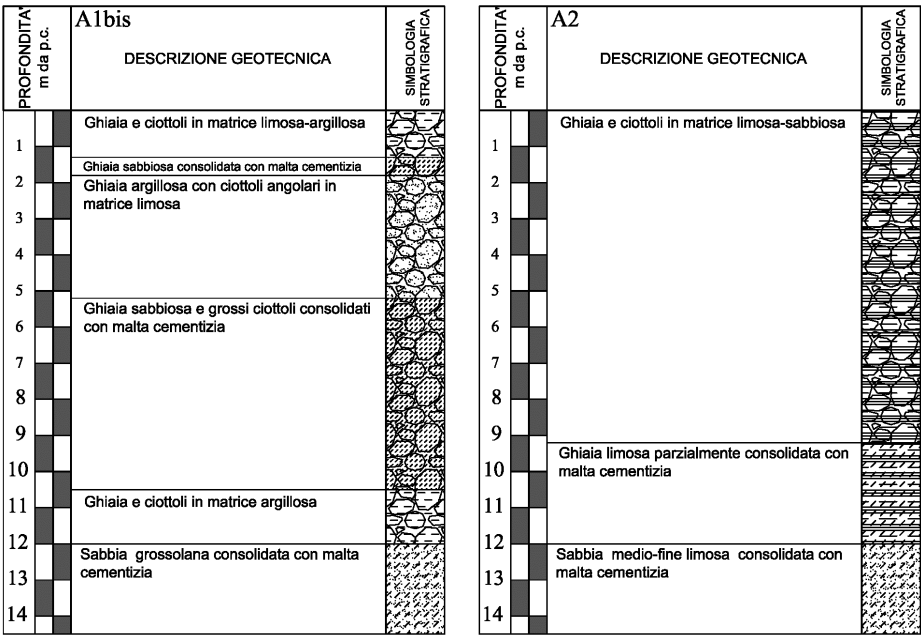 PROFONDITA'
m da p.c.
A1bis
DESCRIZIONE GEOTECNICA
SIMBOLOGIA
STRATIGRAFICA
1
2
3
4
5
6
7
8
9
10
11
12
13
14
Ghiaia e ciottoli in matrice limosa-argillosa
Ghiaia sabbiosa consolidata con malta cementizia
Ghiaia argillosa con ciottoli angolari in
matrice limosa
Ghiaia sabbiosa e grossi ciottoli consolidati
con malta cementizia
Ghiaia e ciottoli in matrice argillosa
Sabbia grossolana consolidata con malta
cementizia
PROFONDITA'
m da p.c.
A2
DESCRIZIONE GEOTECNICA
SIMBOLOGIA
STRATIGRAFICA
1
2
3
4
5
6
7
8
9
10
11
12
13
14
Ghiaia e ciottoli in matrice limosa-sabbiosa
Ghiaia limosa parzialmente consolidata con
malta cementizia
Sabbia medio-fine limosa consolidata con
malta cementizia